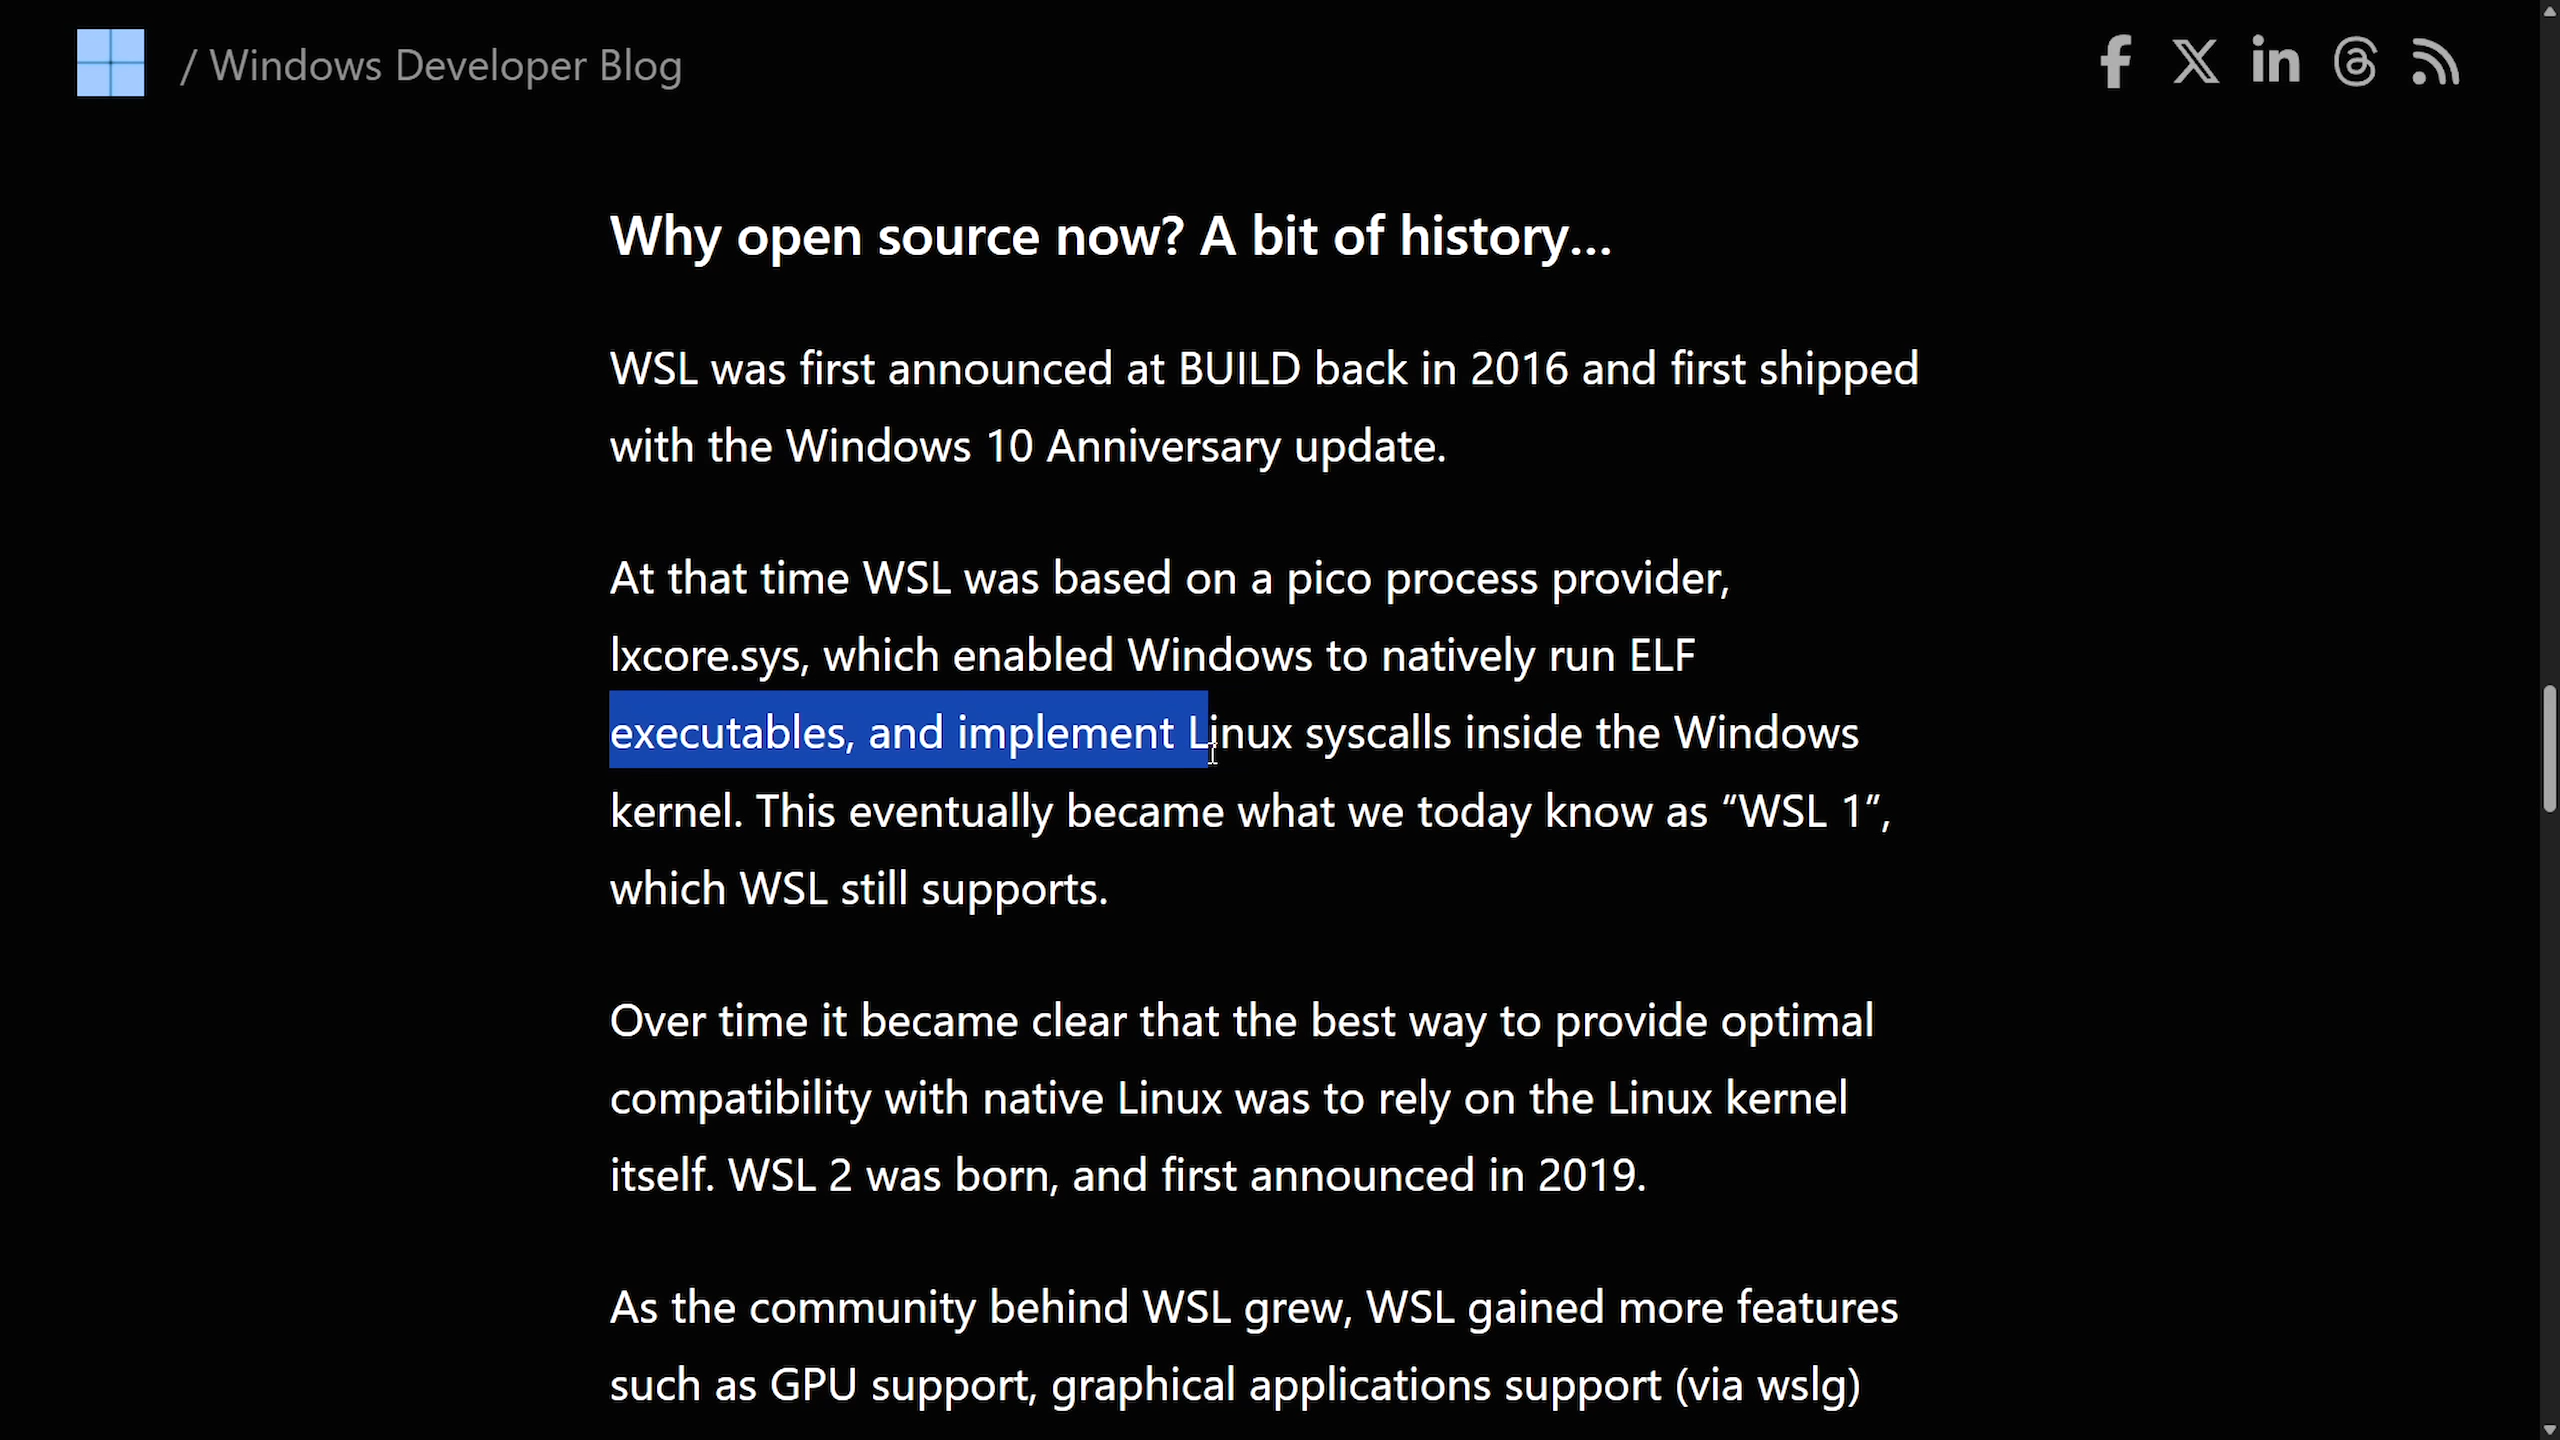 / Windows Developer Blog
Why open source now? A bit of history…
WSL was first announced at BUILD back in 2016 and first shipped
with the Windows 10 Anniversary update.
At that time WSL was based on a pico process provider,
lxcore.sys, which enabled Windows to natively run ELF
executables, and implement Linux syscalls inside the Windows
kernel. This eventually became what we today know as “WSL 1”,
which WSL still supports.
Over time it became clear that the best way to provide optimal
compatibility with native Linux was to rely on the Linux kernel
itself. WSL 2 was born, and first announced in 2019.
As the community behind WSL grew, WSL gained more features
such as GPU support, graphical applications support (via wslg)